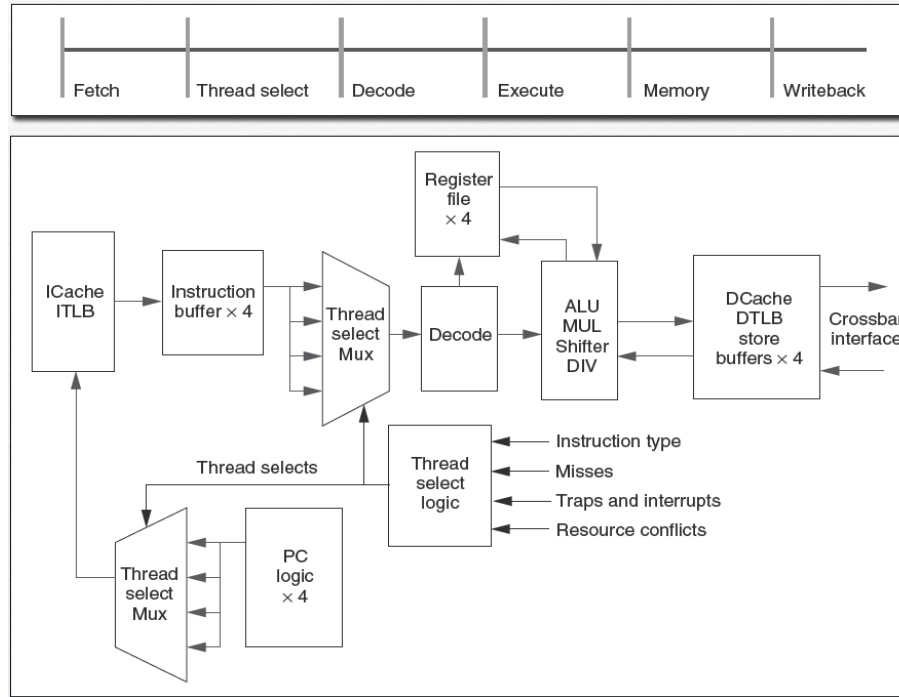 Fetch
Thread select
Decode
Execute
Memory
Writeback
Register
file
× 4
ICache
ITLB
Instruction
buffer × 4
Thread
select
Mux
Decode
ALU
MUL
Shifter
DIV
DCache
DTLB
store
buffers × 4
Crossbar
interface
Thread selects
Thread
select
logic
Instruction type
Misses
Traps and interrupts
Resource conflicts
Thread
select
Mux
PC
logic
× 4